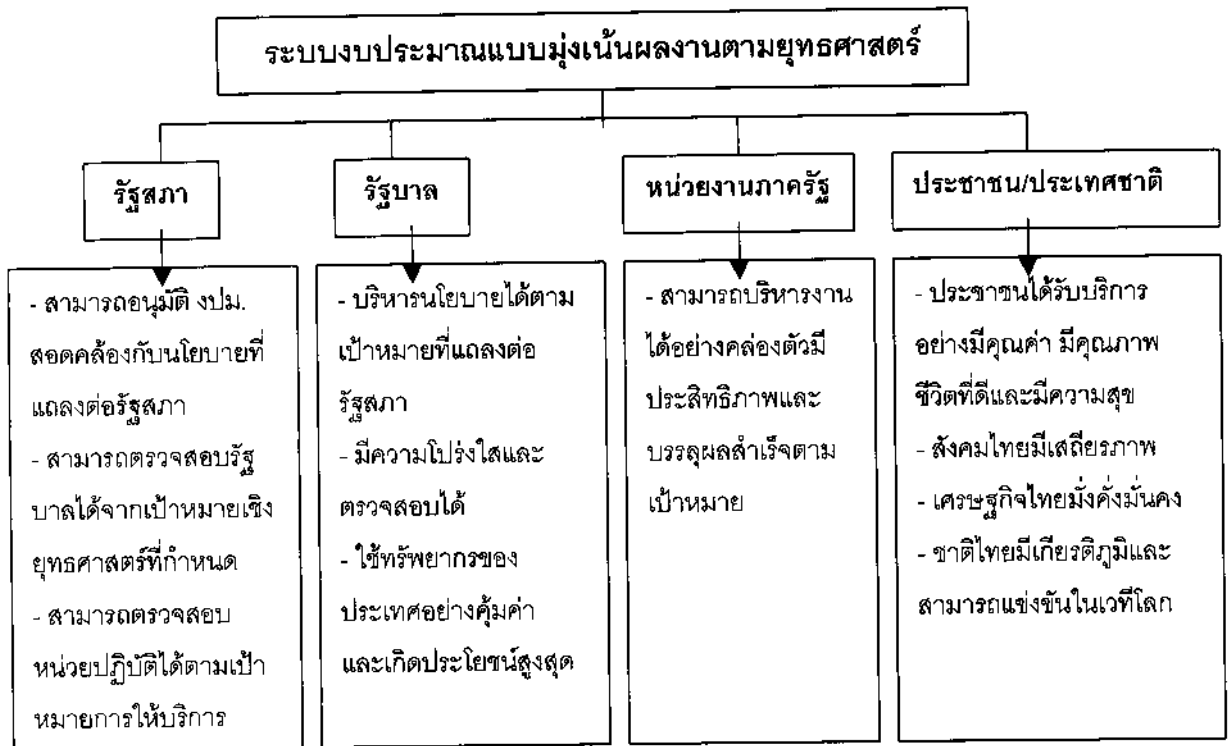 ระบบงบประมาณแบบมุ่งเน้นผลงานตามยุทธศาสตร์
รัฐสภา
รัฐบาล
หน่วยงานภาครัฐ
ประชาชน/ประเทศชาติ
- สามารถอนุมัติ งปม.
สอดคล้องกับนโยบายที่
แถลงต่อรัฐสภา
- สามารถตรวจสอบรัฐ
บาลได้จากเป้าหมายเชิง
ยุทธศาสตร์ที่กำหนด
- สามารถตรวจสอบ
หน่วยปฏิบัติได้ตามเป้า
หมายการให้บริการ
- บริหารนโยบายได้ตาม
เป้าหมายที่แถลงต่อ
รัฐสภา
- มีความโปร่งใสและ
ตรวจสอบได้
- ใช้ทรัพยากรของ
ประเทศอย่างคุ้มค่า
และเกิดประโยชน์สูงสุด
- สามารถบริหารงาน
ได้อย่างคล่องตัวมี
ประสิทธิภาพและ
บรรลุผลสำเร็จตาม
เป้าหมาย
- ประชาชนได้รับบริการ
อย่างมีคุณค่า มีคุณภาพ
ชีวิตที่ดีและมีความสุข
- สังคมไทยมีเสถียรภาพ
- เศรษฐกิจไทยมั่งคั่งมั่นคง
- ชาติไทยมีเกียรติภูมิและ
สามารถแข่งขันในเวทีโลก